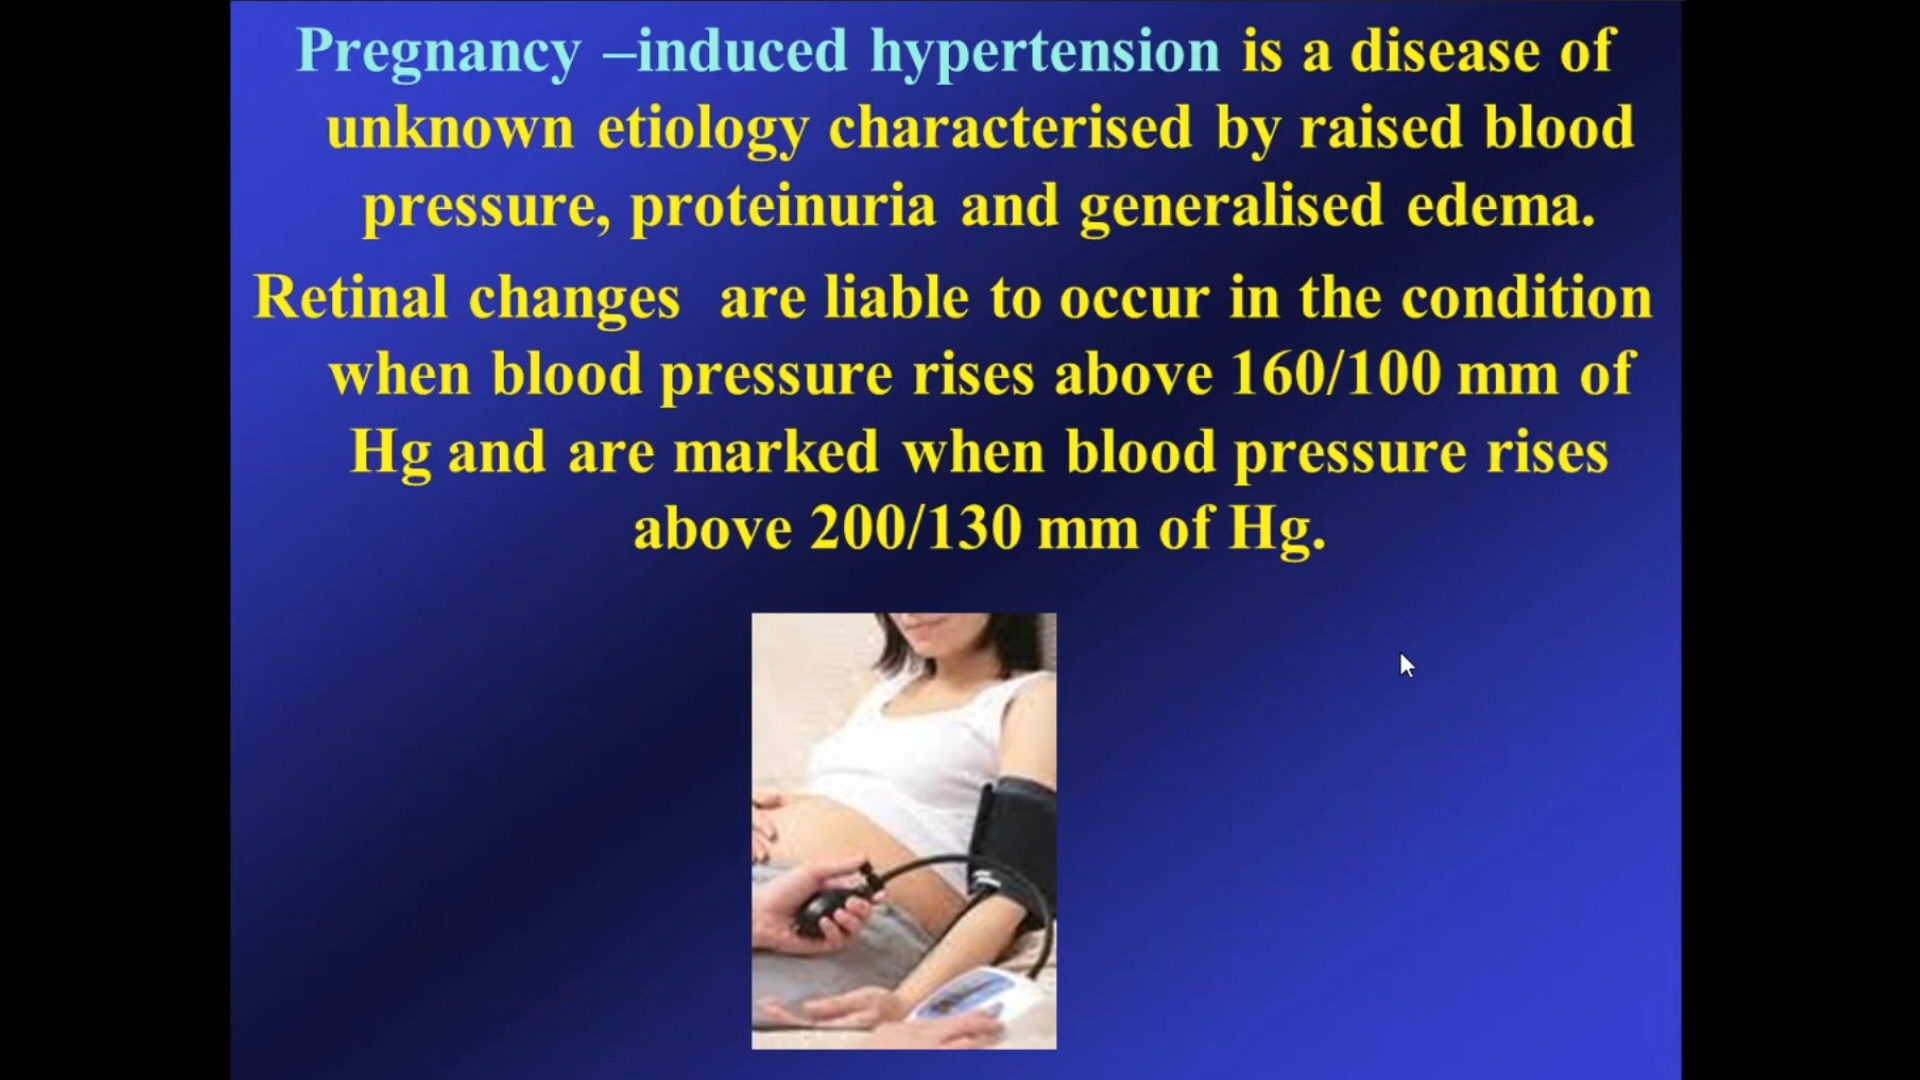 Pregnancy –induced hypertension is a disease of
unknown etiology characterised by raised blood
pressure, proteinuria and generalised edema.
Retinal changes are liable to occur in the condition
when blood pressure rises above 160/100 mm of
Hg and are marked when blood pressure rises
above 200/130 mm of Hg.